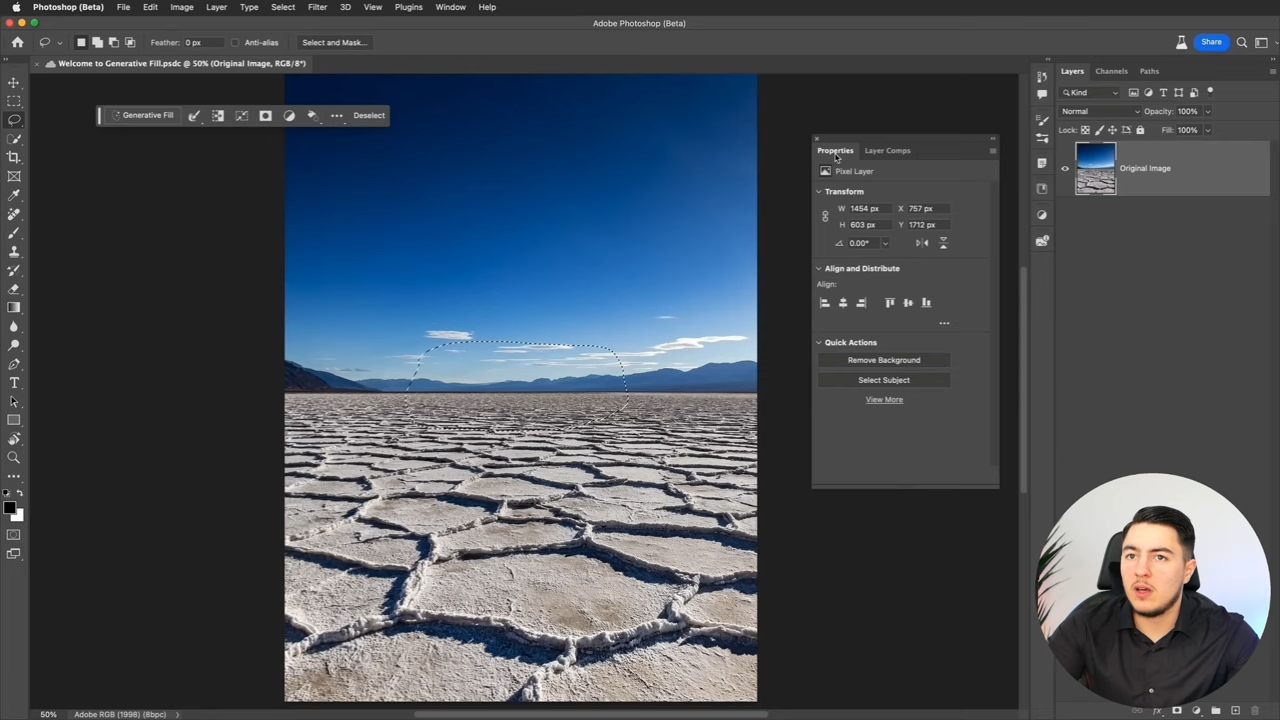 Photoshop (Beta) File Edit Image Layer Type Select Filter 3D View Plugins Window Help
Adobe Photoshop (Beta)
Feather: 0 px Anti-alias Select and Mask... Share
× Welcome to Generative Fill.psdc @ 50% (Original Image, RGB/8*)
Layers Channels Paths
Kind
Normal Opacity: 100%
Lock: Fill: 100%
Original Image
Generative Fill Deselect
Properties Layer Comps
Pixel Layer
Transform
W 1454 px X 757 px
H 603 px Y 1712 px
0.00°
Align and Distribute
Align:
Quick Actions
Remove Background
Select Subject
View More
50% Adobe RGB (1998) (8bpc)
fx